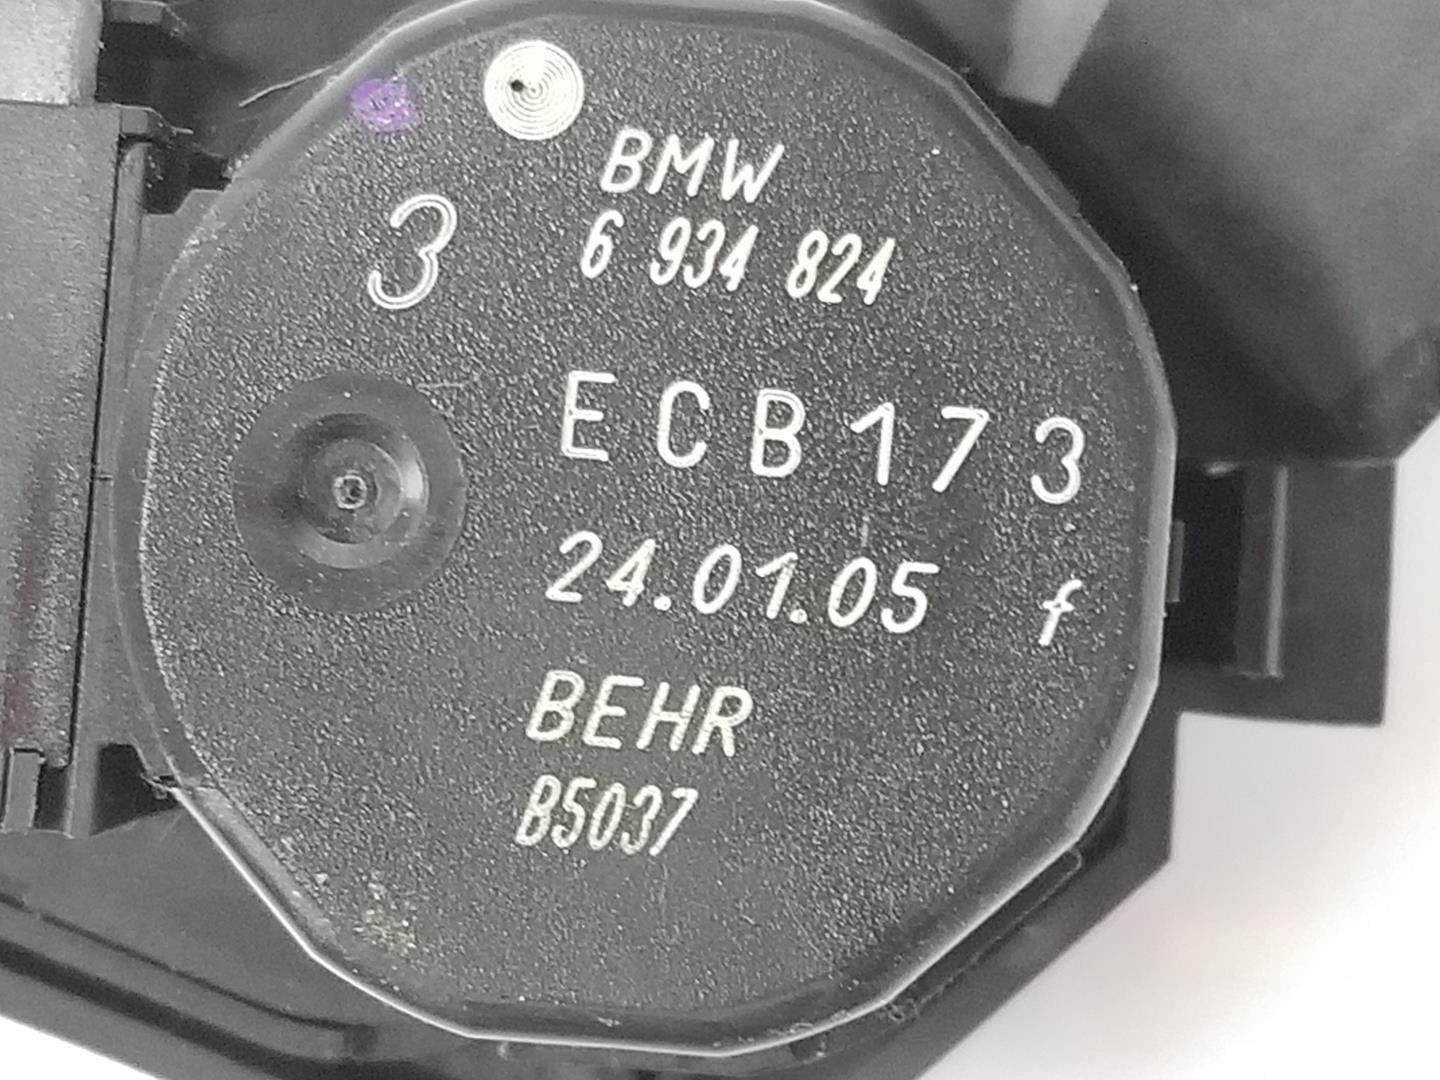 BMW
3
6 934 824
ECB173
24.01.05 f
BEHR
B5037